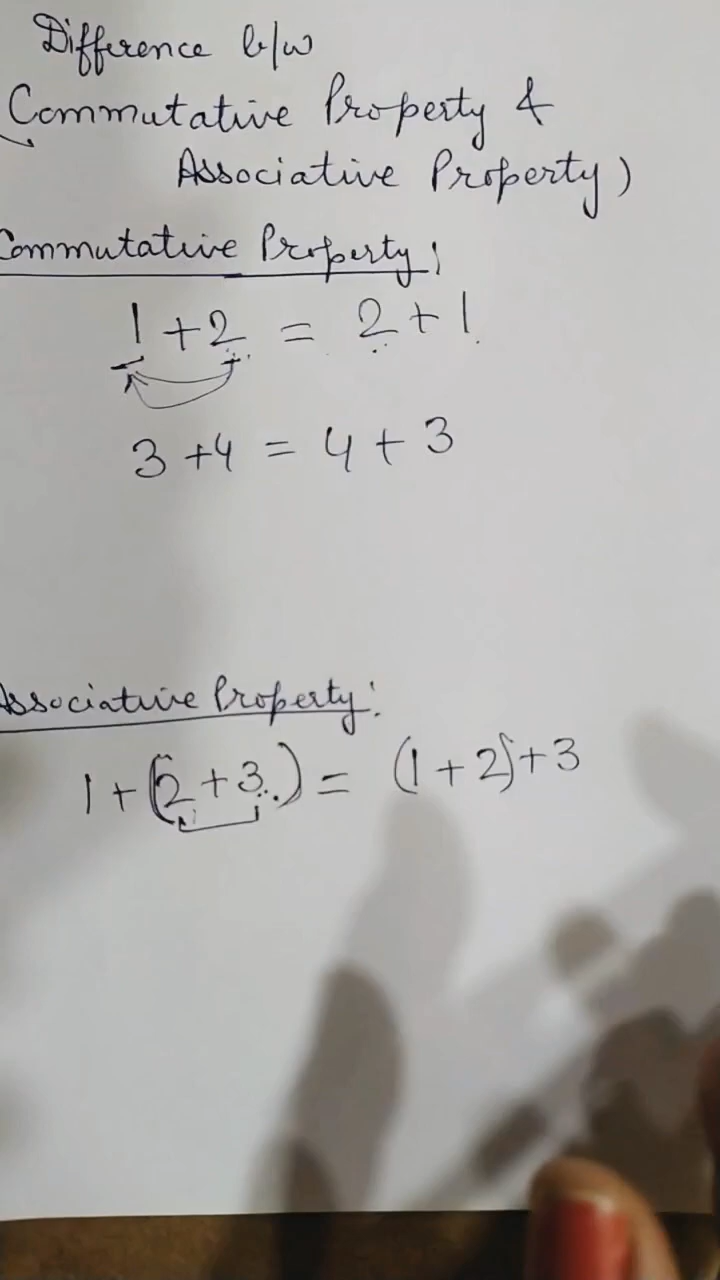 Difference b/w
Commutative Property &
Associative Property)
Commutative Property:
1 + 2 = 2 + 1
3 + 4 = 4 + 3
Associative Property:
1 + (2 + 3) = (1 + 2) + 3